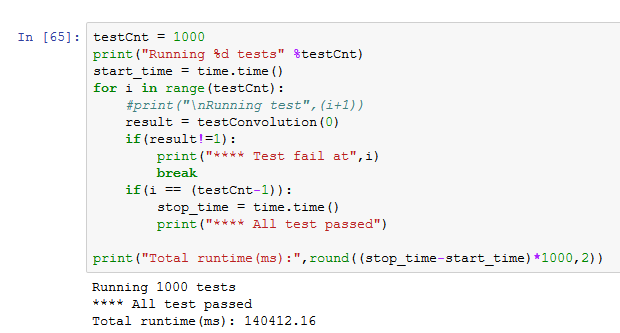 In [65]: testCnt = 1000
print("Running %d tests" %testCnt)
start_time = time.time()
for i in range(testCnt):
    #print("\nRunning test",(i+1))
    result = testConvolution(0)
    if(result!=1):
        print("**** Test fail at",i)
        break
    if(i == (testCnt-1)):
        stop_time = time.time()
        print("**** All test passed")

print("Total runtime(ms):",round((stop_time-start_time)*1000,2))
Running 1000 tests
**** All test passed
Total runtime(ms): 140412.16